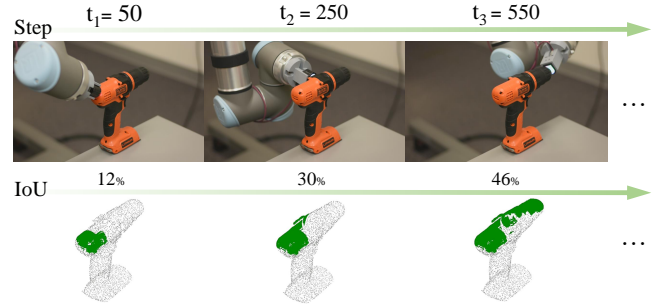 t₁= 50 t₂ = 250 t₃ = 550
Step
...
12% 30% 46%
IoU
...